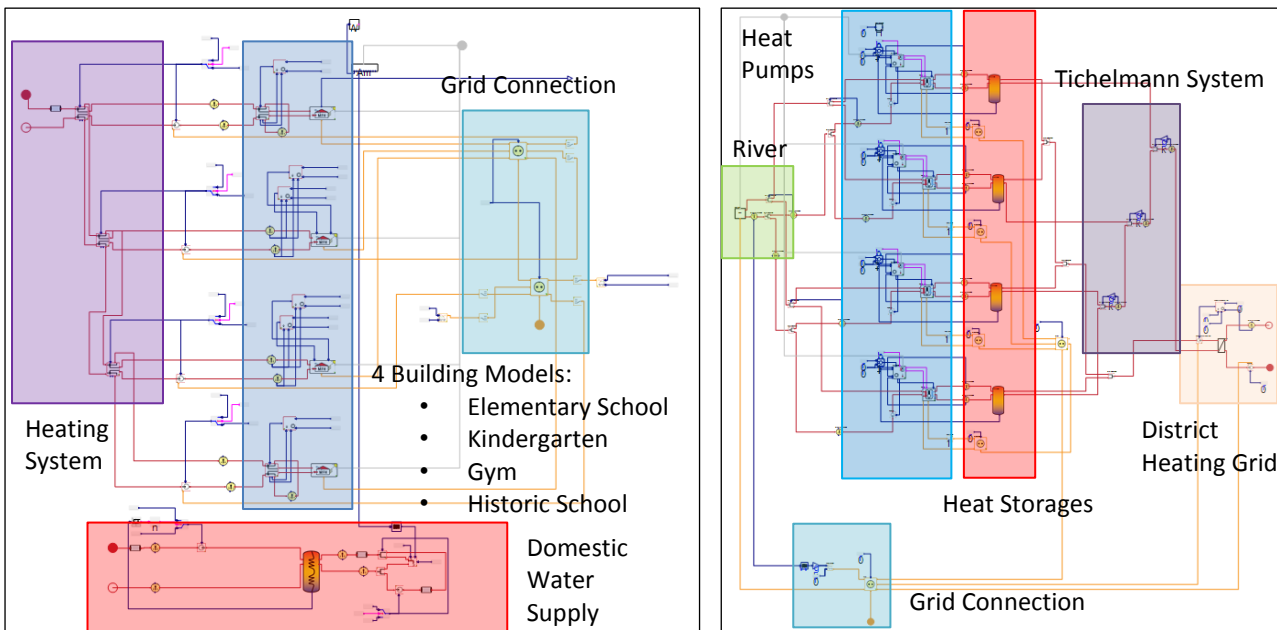 Grid Connection
4 Building Models:
• Elementary School
• Kindergarten
• Gym
• Historic School
Heating
System
Domestic
Water
Supply
Heat
Pumps
Tichelmann System
River
District
Heating Grid
Heat Storages
Grid Connection